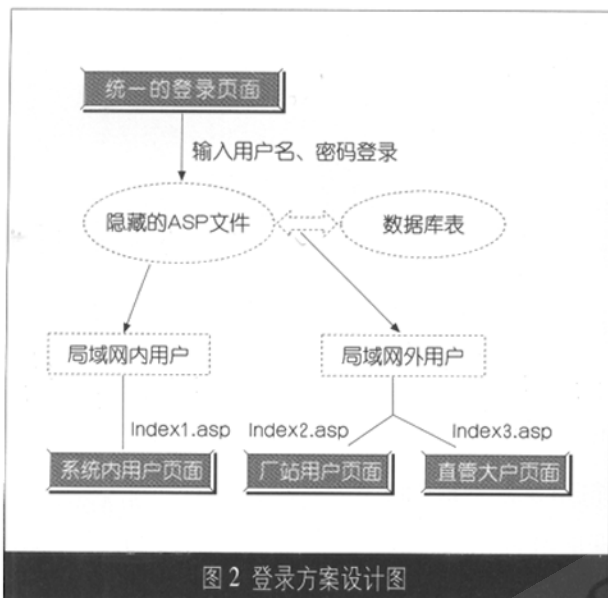 统一的登录页面
输入用户名、密码登录
隐藏的ASP文件
数据库表
局域网内用户
局域网外用户
Index1.asp
Index2.asp
Index3.asp
系统内用户页面
厂站用户页面
直管大户页面
图 2 登录方案设计图